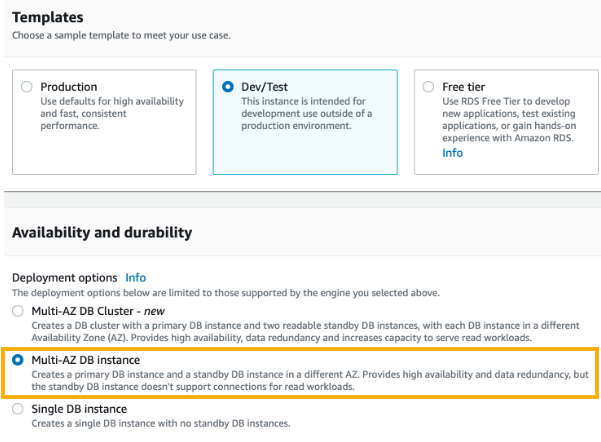 Templates
Choose a sample template to meet your use case.
Production
Use defaults for high availability
and fast, consistent
performance.
Dev/Test
This instance is intended for
development use outside of a
production environment.
Free tier
Use RDS Free Tier to develop
new applications, test existing
applications, or gain hands-on
experience with Amazon RDS.
Info
Availability and durability
Deployment options Info
The deployment options below are limited to those supported by the engine you selected above.
Multi-AZ DB Cluster - new
Creates a DB cluster with a primary DB instance and two readable standby DB instances, with each DB instance in a different
Availability Zone (AZ). Provides high availability, data redundancy and increases capacity to serve read workloads.
Multi-AZ DB instance
Creates a primary DB instance and a standby DB instance in a different AZ. Provides high availability and data redundancy, but
the standby DB instance doesn't support connections for read workloads.
Single DB instance
Creates a single DB instance with no standby DB instances.